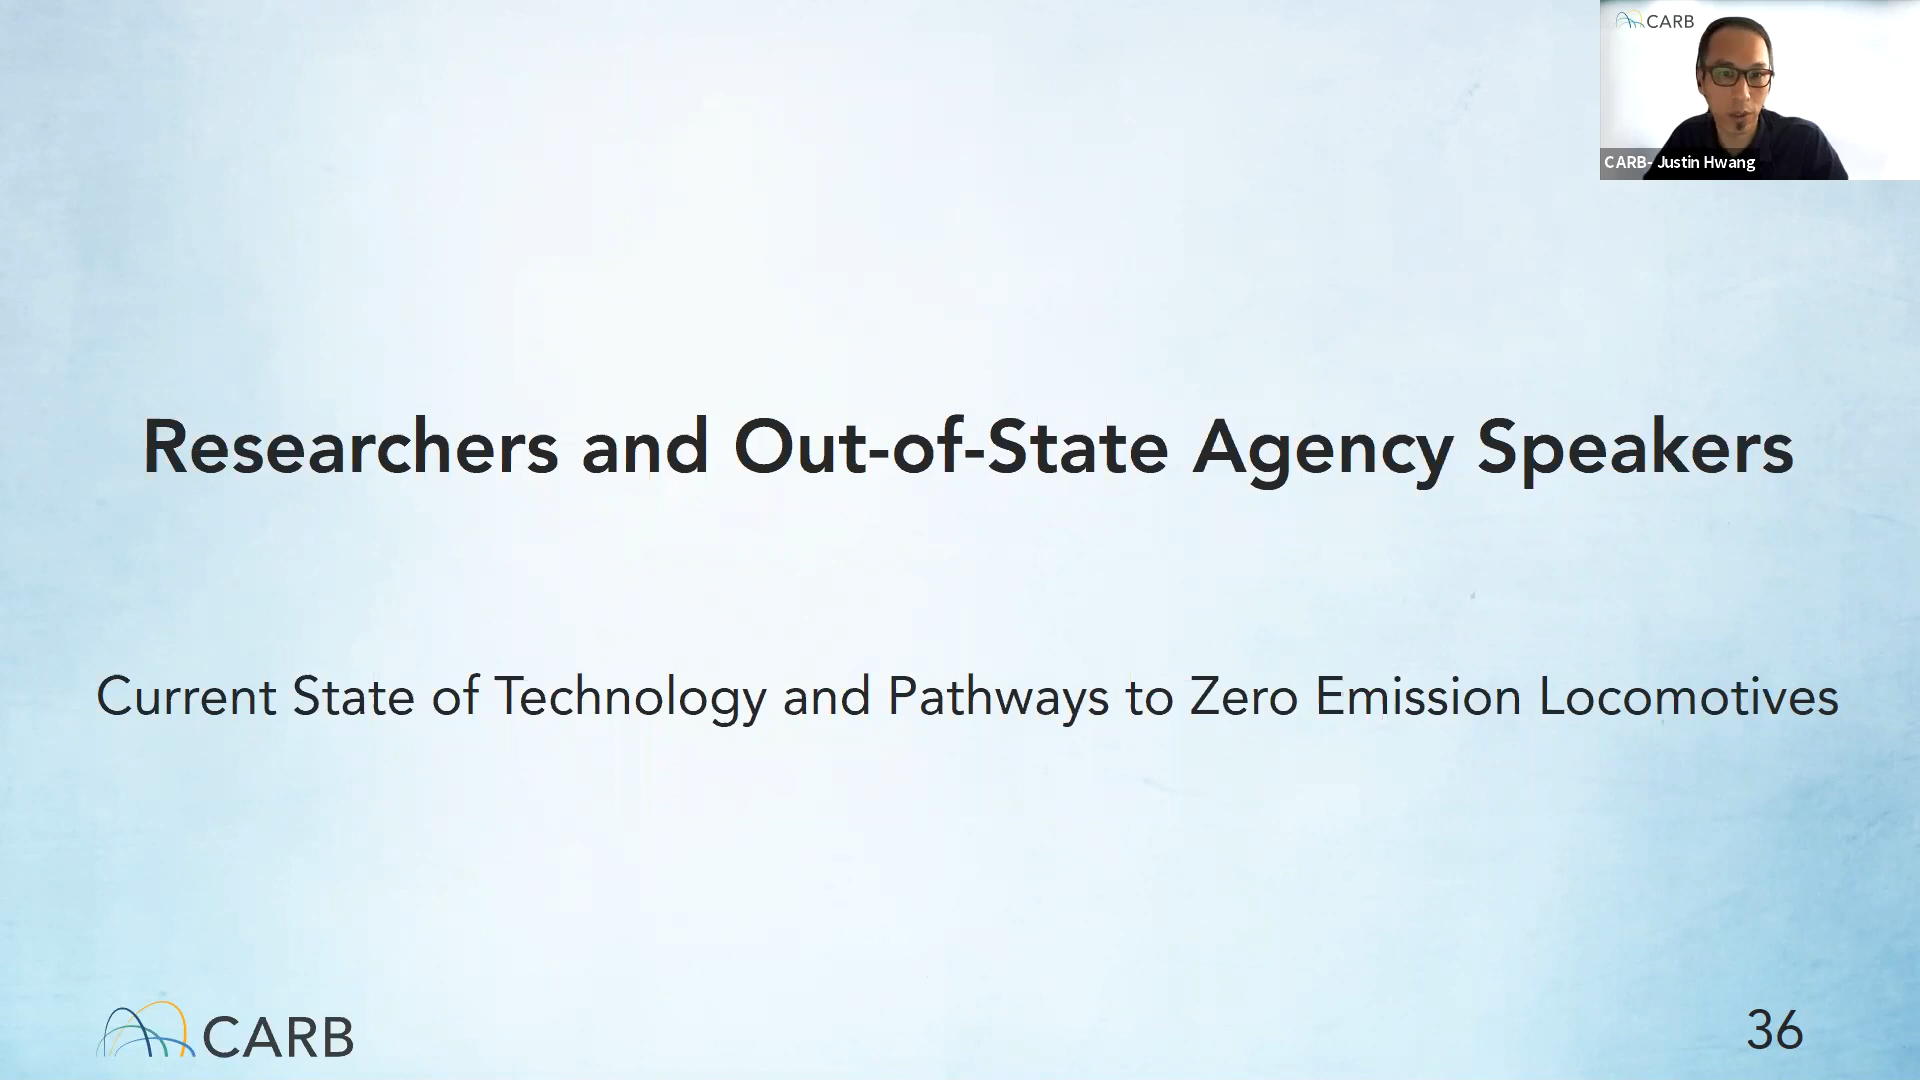 CARB
CARB- Justin Hwang
Researchers and Out-of-State Agency Speakers
Current State of Technology and Pathways to Zero Emission Locomotives
CARB
36